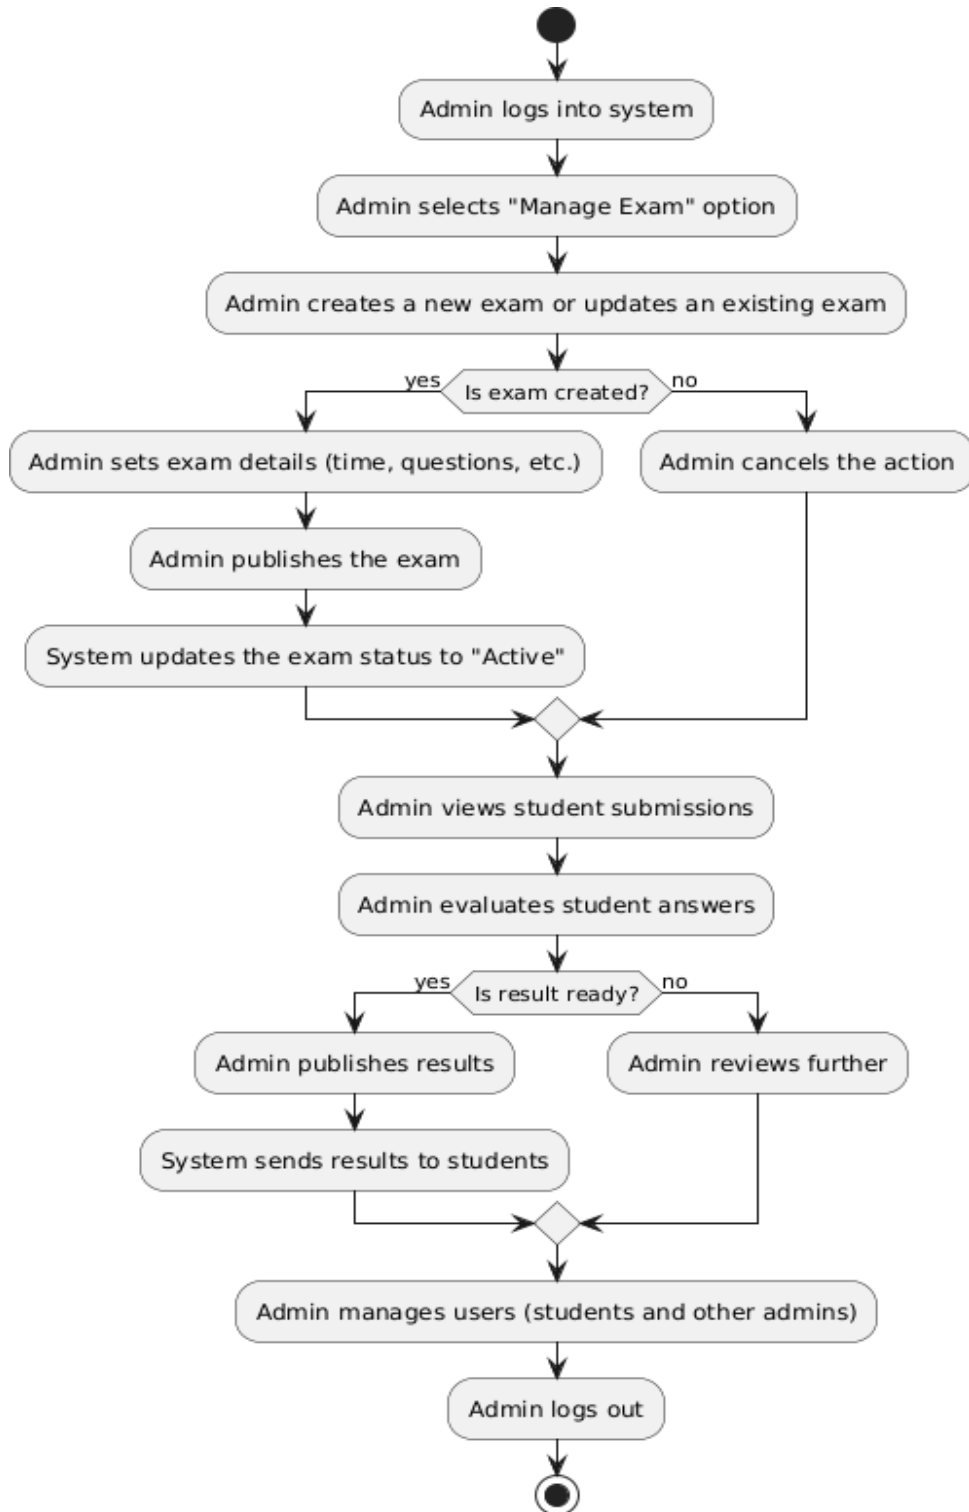 Admin logs into system
Admin selects "Manage Exam" option
Admin creates a new exam or updates an existing exam
yes
Is exam created?
no
Admin sets exam details (time, questions, etc.)
Admin cancels the action
Admin publishes the exam
System updates the exam status to "Active"
Admin views student submissions
Admin evaluates student answers
yes
Is result ready?
no
Admin publishes results
Admin reviews further
System sends results to students
Admin manages users (students and other admins)
Admin logs out